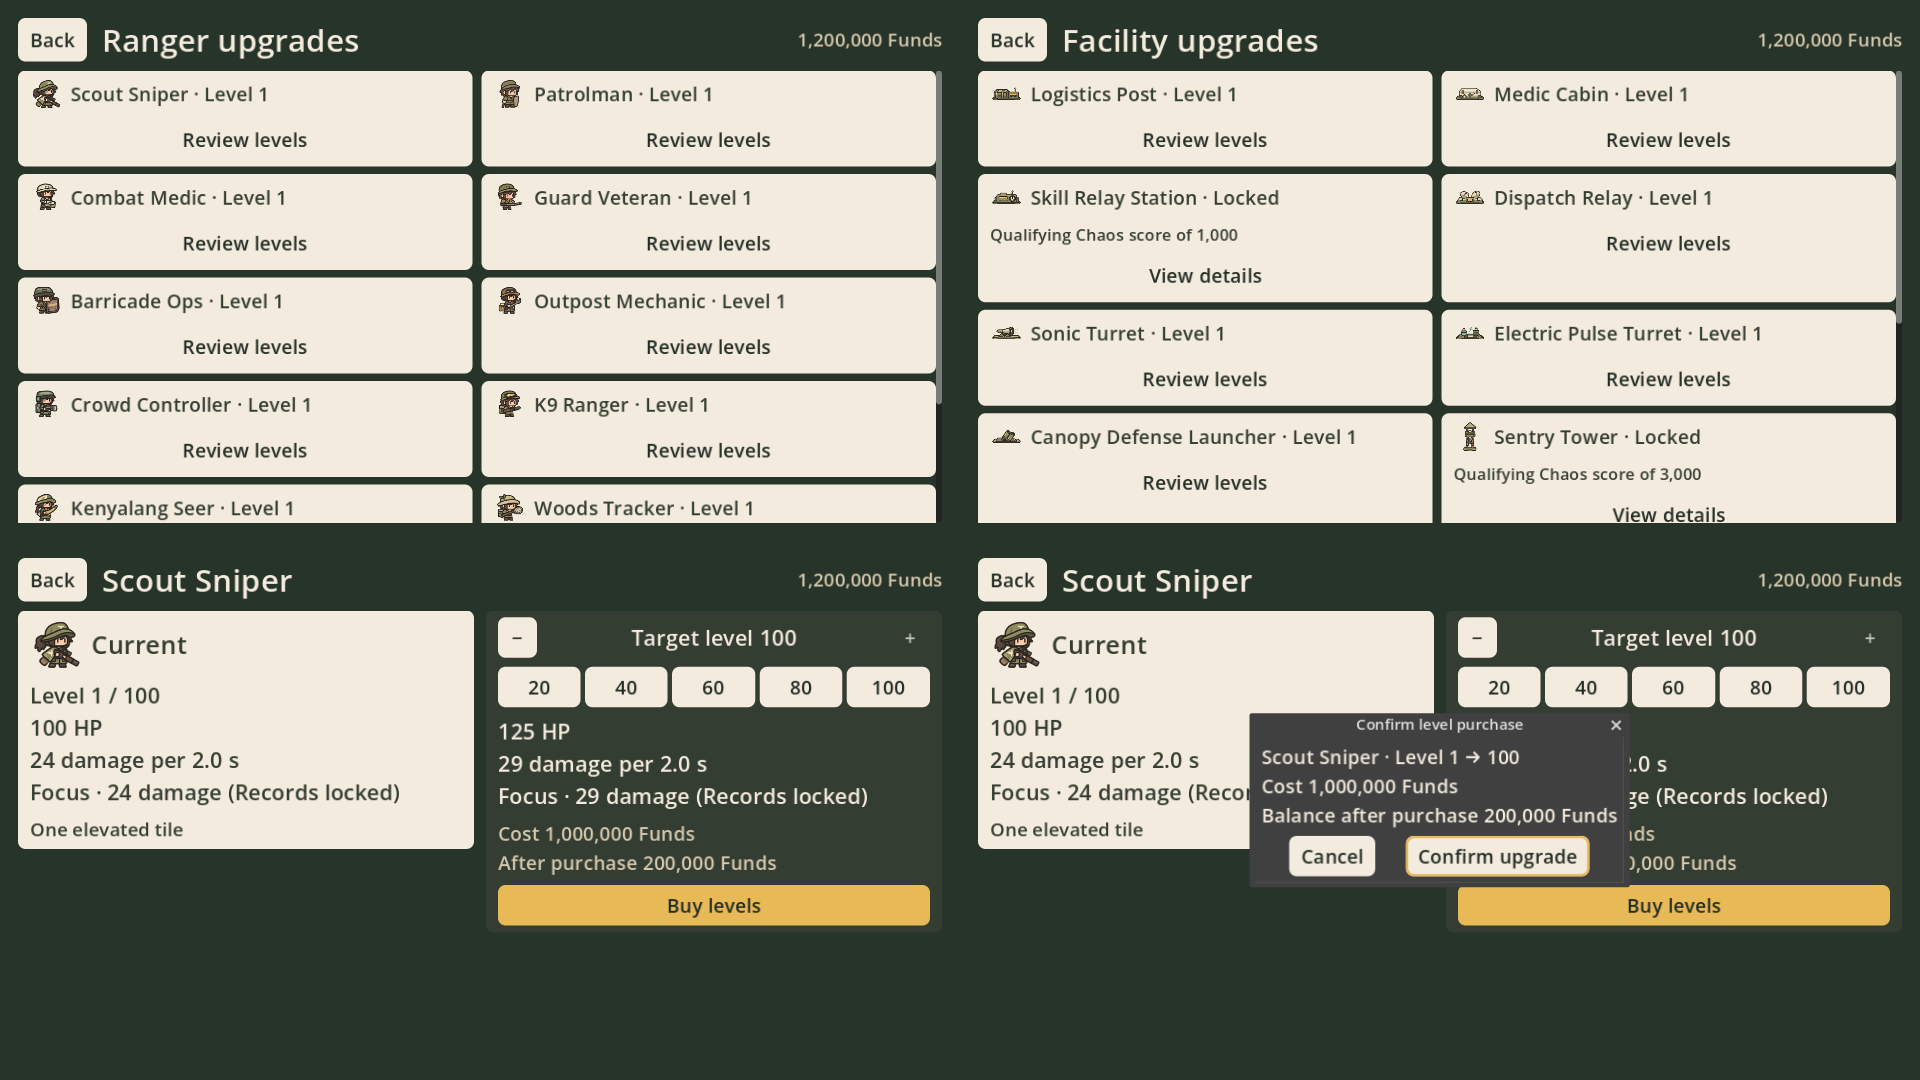 Back
Ranger upgrades
1,200,000 Funds
Scout Sniper · Level 1
Review levels
Patrolman · Level 1
Review levels
Combat Medic · Level 1
Review levels
Guard Veteran · Level 1
Review levels
Barricade Ops · Level 1
Review levels
Outpost Mechanic · Level 1
Review levels
Crowd Controller · Level 1
Review levels
K9 Ranger · Level 1
Review levels
Kenyalang Seer · Level 1
Woods Tracker · Level 1
Back
Facility upgrades
1,200,000 Funds
Logistics Post · Level 1
Review levels
Medic Cabin · Level 1
Review levels
Skill Relay Station · Locked
Qualifying Chaos score of 1,000
View details
Dispatch Relay · Level 1
Review levels
Sonic Turret · Level 1
Review levels
Electric Pulse Turret · Level 1
Review levels
Canopy Defense Launcher · Level 1
Review levels
Sentry Tower · Locked
Qualifying Chaos score of 3,000
View details
Back
Scout Sniper
1,200,000 Funds
Current
Level 1 / 100
100 HP
24 damage per 2.0 s
Focus · 24 damage (Records locked)
One elevated tile
−
Target level 100
+
20
40
60
80
100
125 HP
29 damage per 2.0 s
Focus · 29 damage (Records locked)
Cost 1,000,000 Funds
After purchase 200,000 Funds
Buy levels
Back
Scout Sniper
1,200,000 Funds
Current
Level 1 / 100
100 HP
24 damage per 2.0 s
Focus · 24 damage (Recor
One elevated tile
−
Target level 100
+
20
40
60
80
100
2.0 s
ge (Records locked)
nds
0,000 Funds
Buy levels
Confirm level purchase
×
Scout Sniper · Level 1 → 100
Cost 1,000,000 Funds
Balance after purchase 200,000 Funds
Cancel
Confirm upgrade